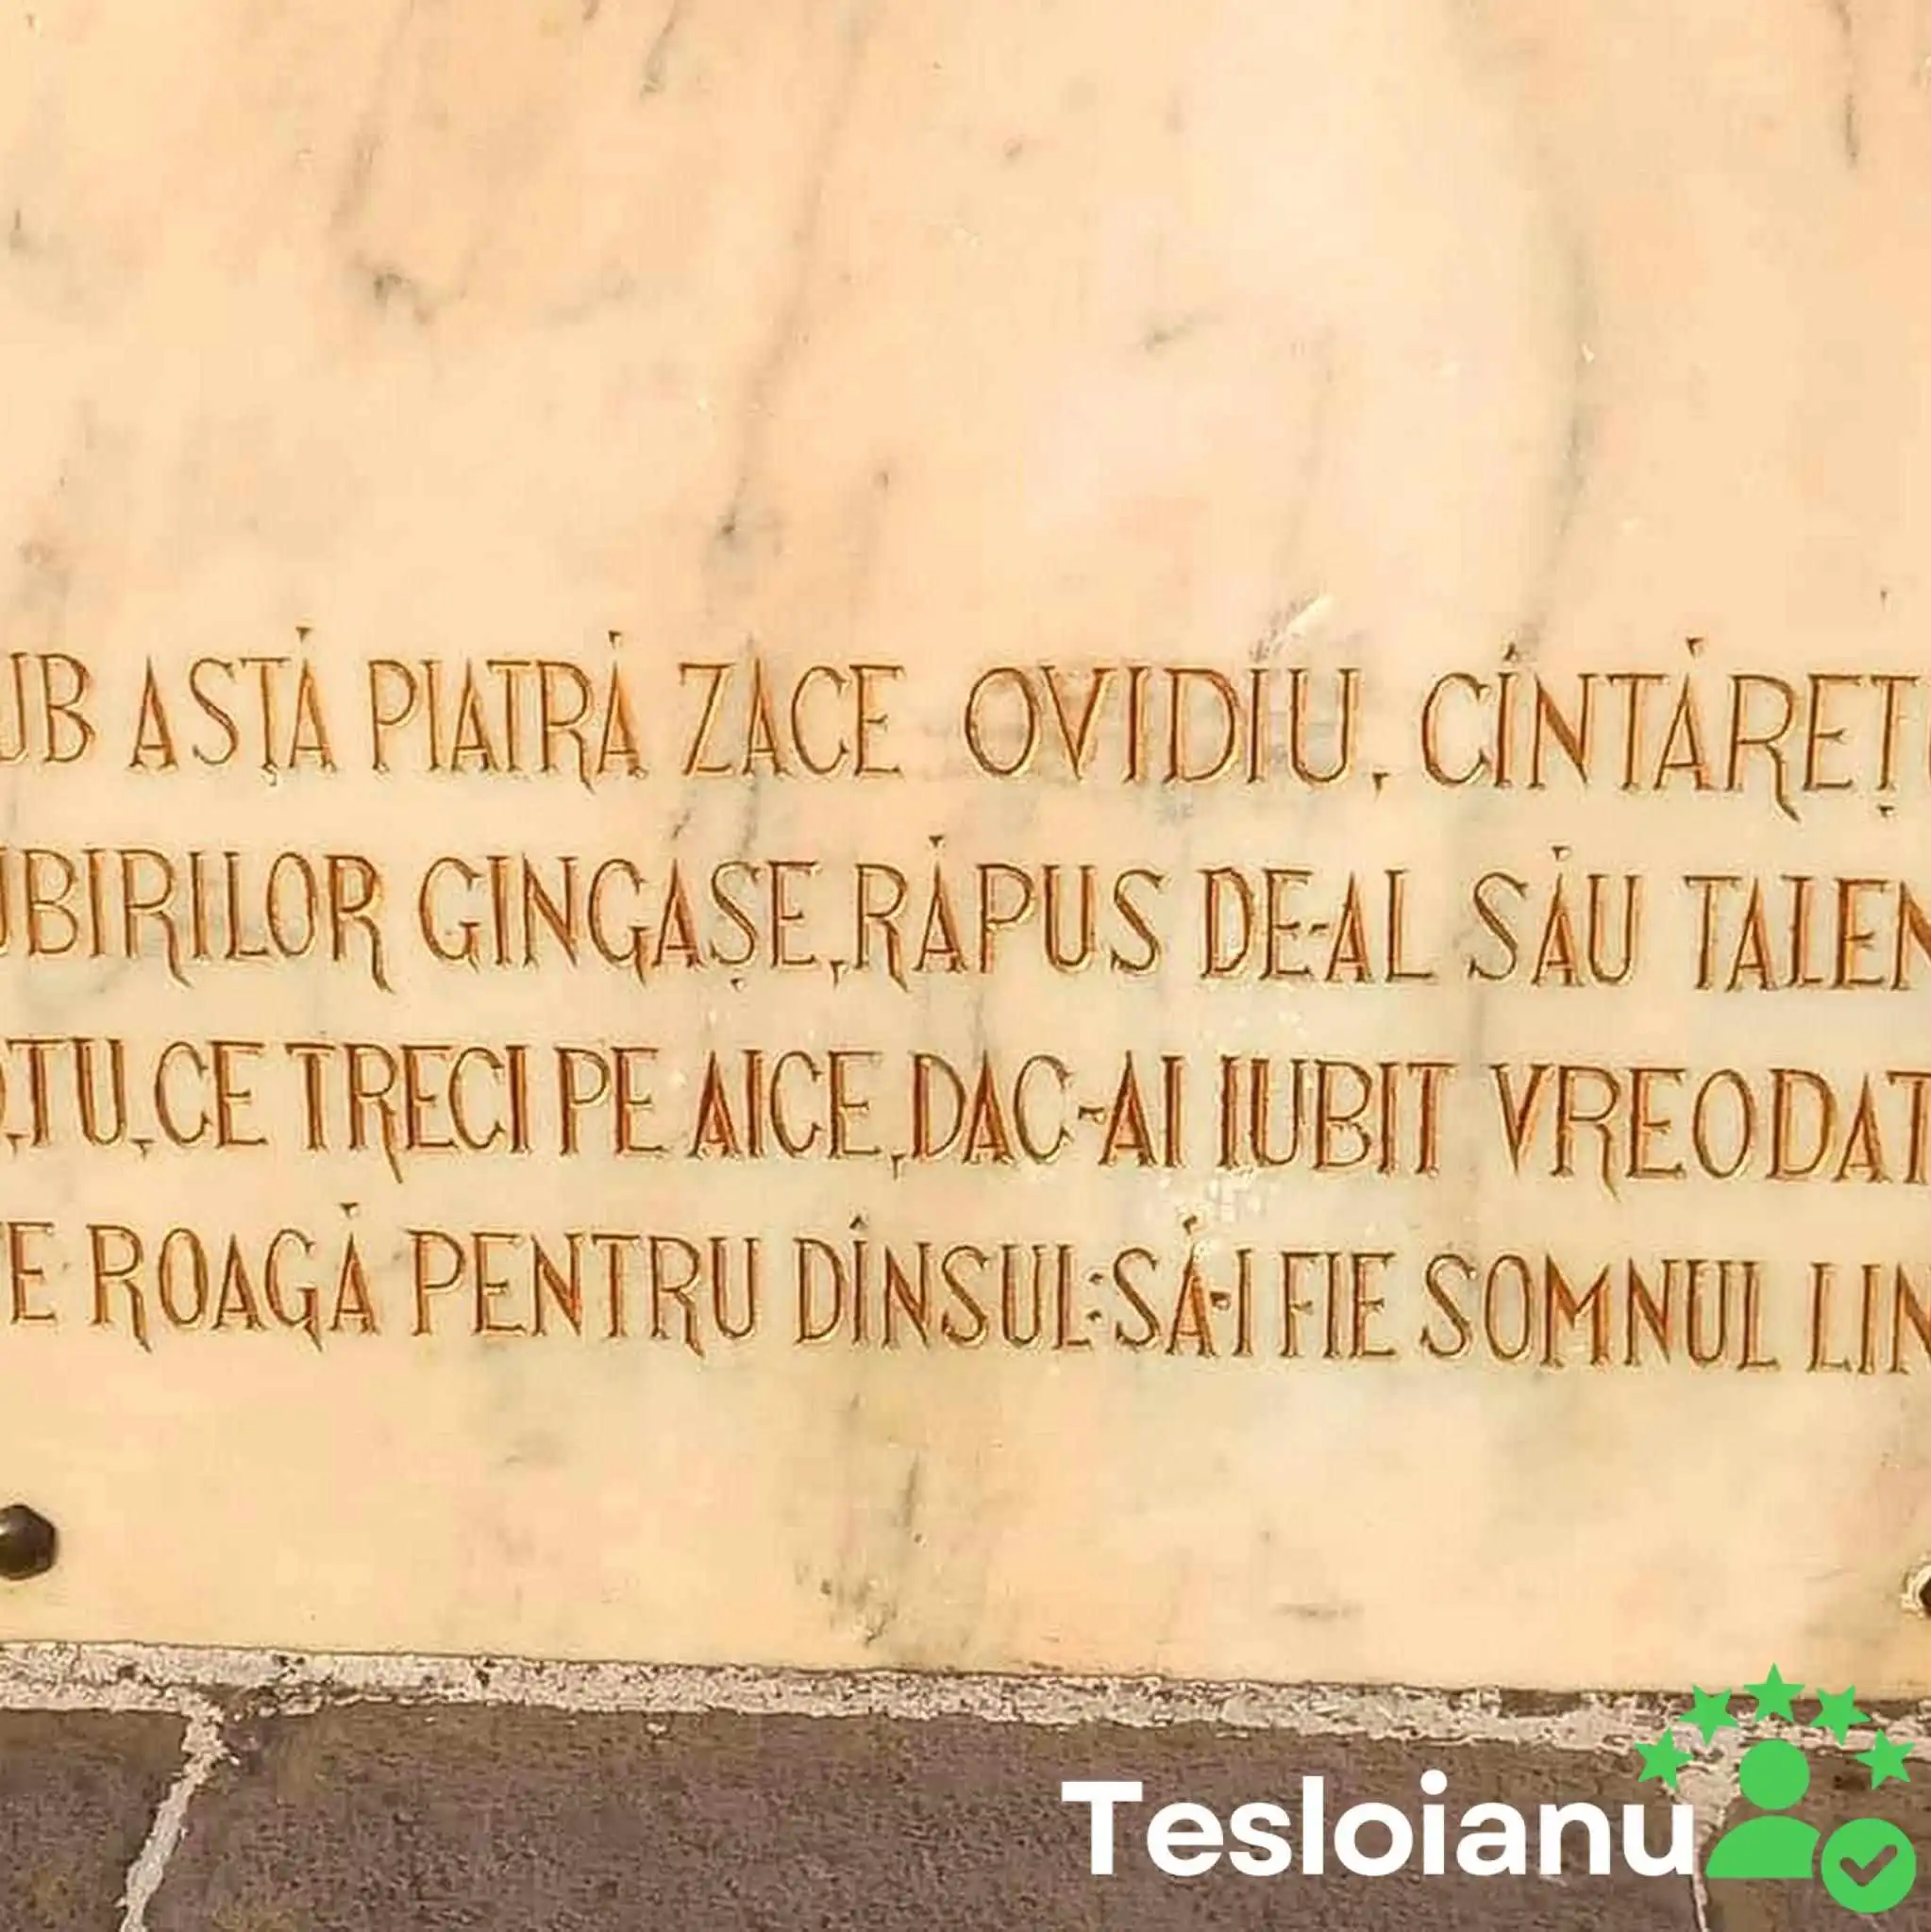 UB ASTĂ PIATRĂ ZACE OVIDIU, CÎNTĂREȚ
UBIRILOR GINGAȘE, RĂPUS DE-AL SĂU TALEN
,TU, CE TRECI PE AICE, DAC-AI IUBIT VREODAT
E ROAGĂ PENTRU DÎNSUL: SĂ-I FIE SOMNUL LIN
Tesloianu